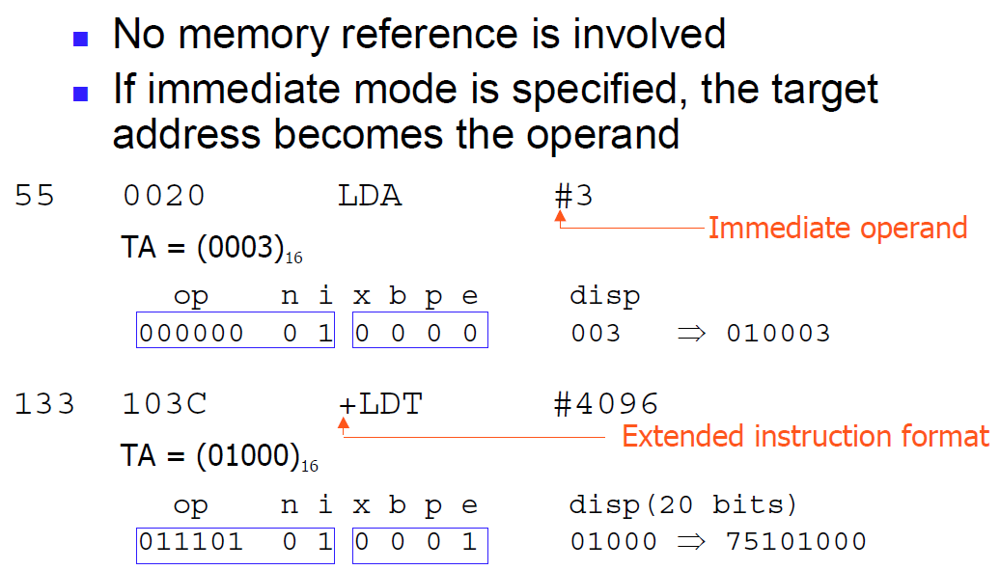 No memory reference is involved
If immediate mode is specified, the target
address becomes the operand
55 0020 LDA #3
Immediate operand
TA = (0003)16
op n i x b p e disp
000000 0 1 0 0 0 0 003 ⇒ 010003
133 103C +LDT #4096
Extended instruction format
TA = (01000)16
op n i x b p e disp(20 bits)
011101 0 1 0 0 0 1 01000 ⇒ 75101000